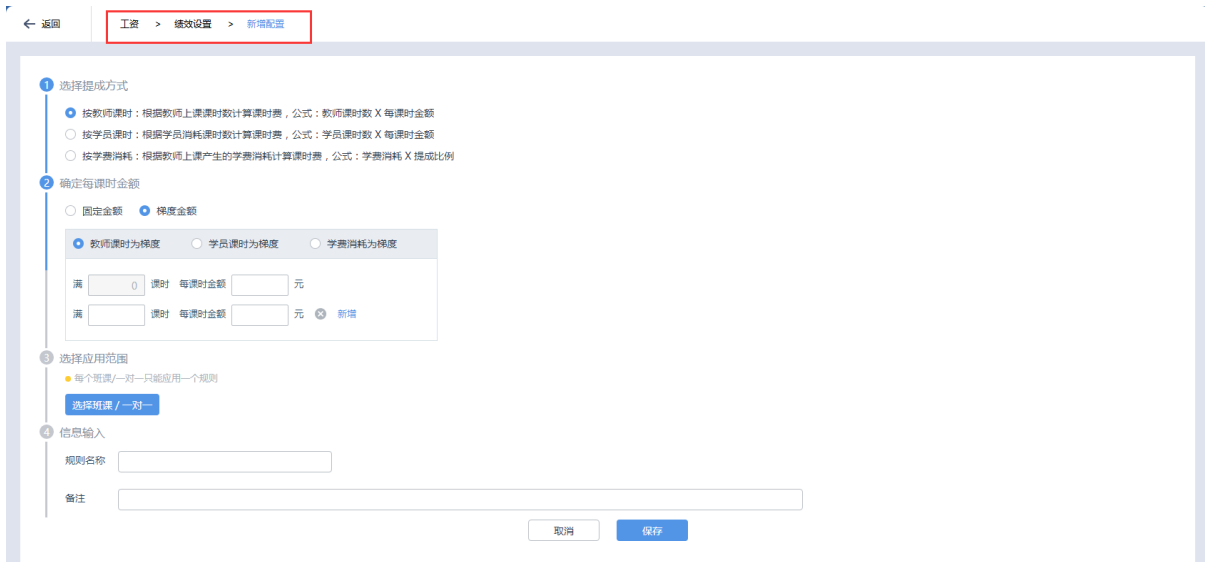 ← 返回 工资 > 绩效设置 > 新增配置
1 选择提成方式
按教师课时：根据教师上课课时数计算课时费，公式：教师课时数 X 每课时金额
按学员课时：根据学员消耗课时数计算课时费，公式：学员课时数 X 每课时金额
按学费消耗：根据教师上课产生的学费消耗计算课时费，公式：学费消耗 X 提成比例
2 确定每课时金额
固定金额 梯度金额
教师课时为梯度 学员课时为梯度 学费消耗为梯度
满 0 课时 每课时金额 元
满 课时 每课时金额 元 新增
3 选择应用范围
每个班课/一对一只能应用一个规则
选择班课 / 一对一
4 信息输入
规则名称
备注
取消 保存